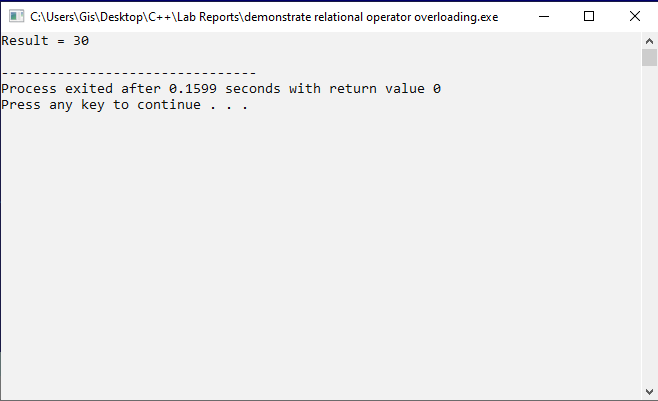 C:\Users\Gis\Desktop\C++\Lab Reports\demonstrate relational operator overloading.exe
Result = 30
--------------------------------
Process exited after 0.1599 seconds with return value 0
Press any key to continue . . .